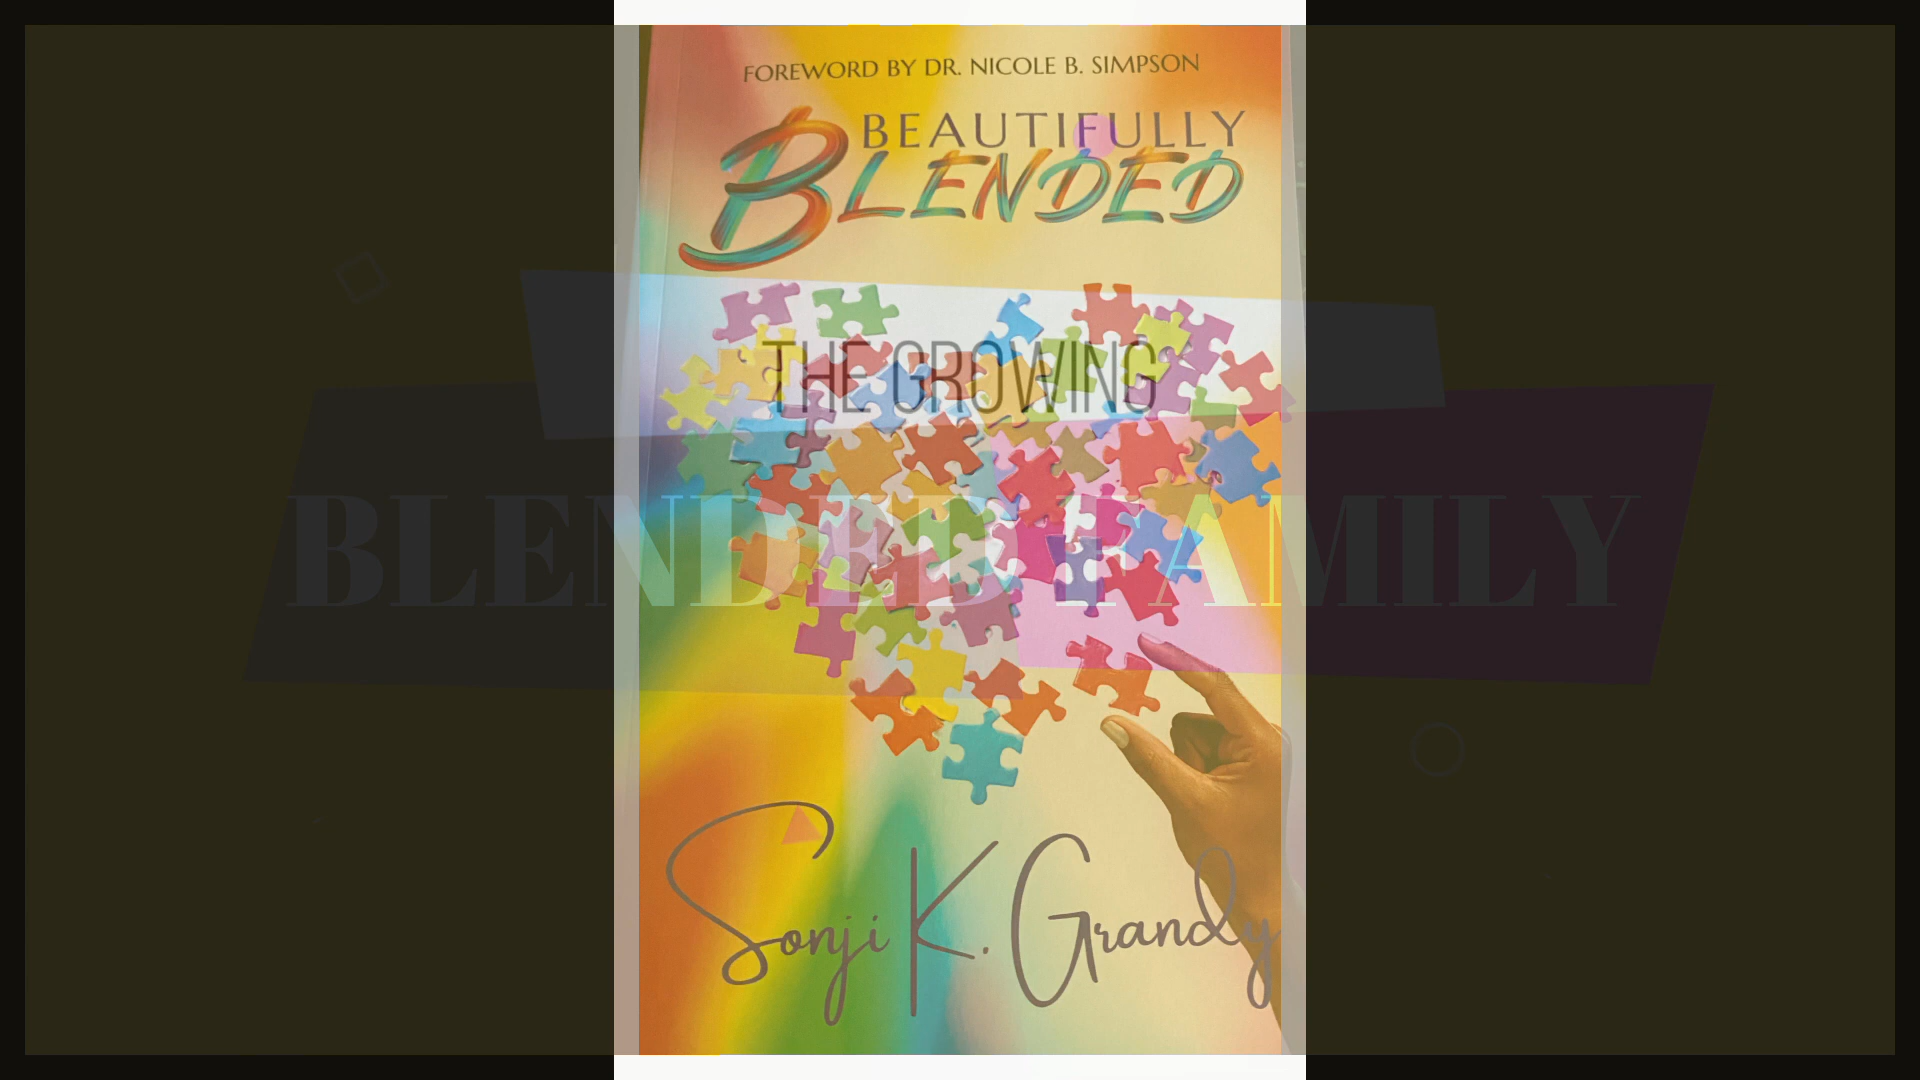 FOREWORD BY DR. NICOLE B. SIMPSON
BEAUTIFULLY
BLENDED
THE GROWING
BLENDED FAMILY
Sonji K. Grandy